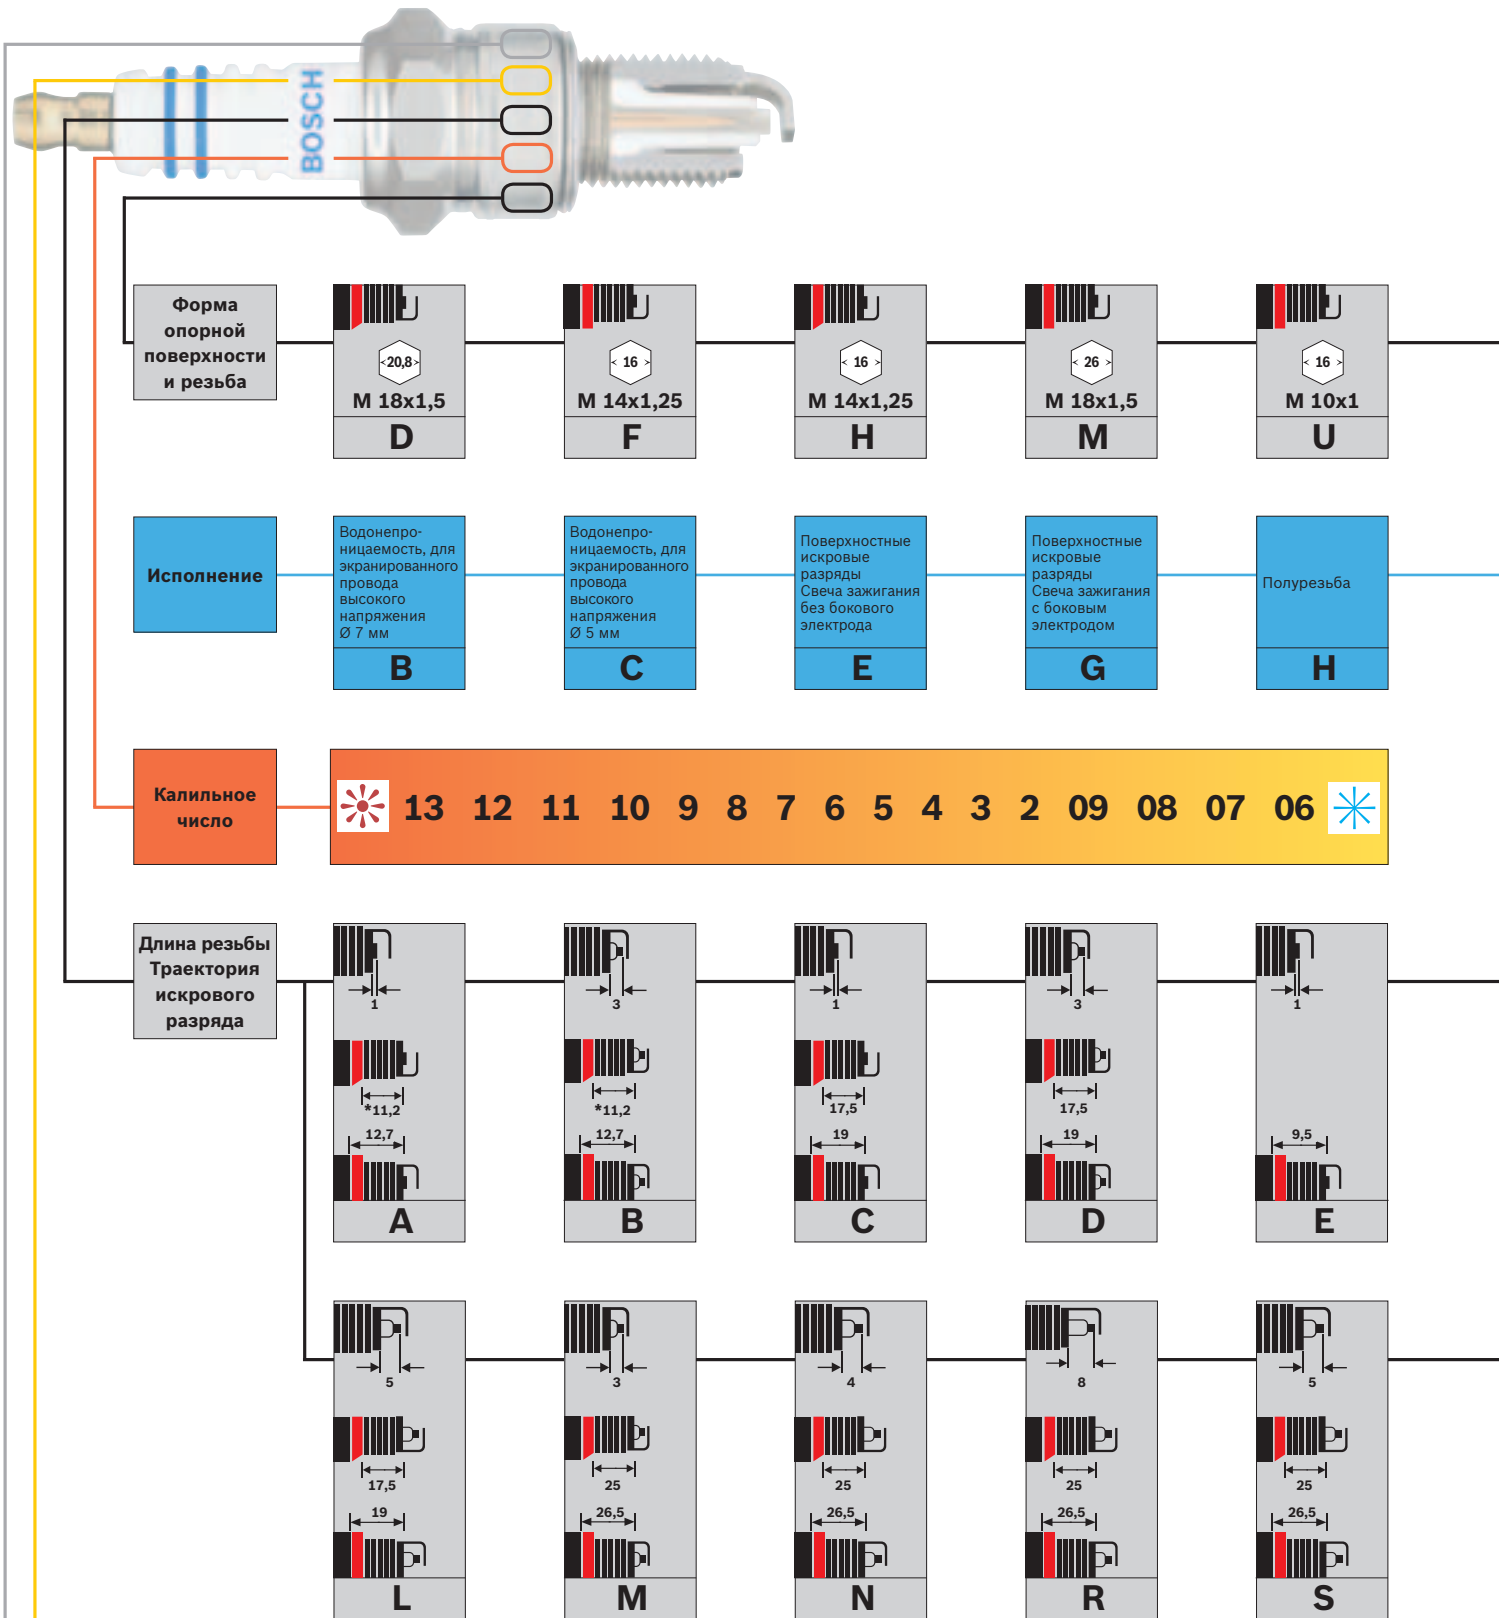 BOSCH
Форма
опорной
поверхности
и резьба
20,8
M 18x1,5
D
16
M 14x1,25
F
16
M 14x1,25
H
26
M 18x1,5
M
16
M 10x1
U
Исполнение
Водонепро-
ницаемость, для
экранированного
провода
высокого
напряжения
Ø 7 мм
B
Водонепро-
ницаемость, для
экранированного
провода
высокого
напряжения
Ø 5 мм
C
Поверхностные
искровые
разряды
Свеча зажигания
без бокового
электрода
E
Поверхностные
искровые
разряды
Свеча зажигания
с боковым
электродом
G
Полурезьба
H
Калильное
число
13 12 11 10 9 8 7 6 5 4 3 2 09 08 07 06
Длина резьбы
Траектория
искрового
разряда
1
*11,2
12,7
A
3
*11,2
12,7
B
1
17,5
19
C
3
17,5
19
D
1
9,5
E
5
17,5
19
L
3
25
26,5
M
4
25
26,5
N
8
25
26,5
R
5
25
26,5
S